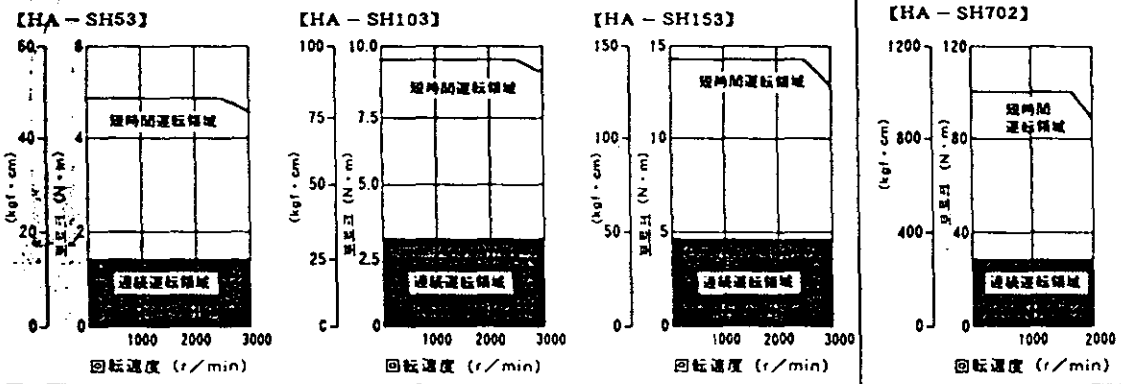 【HA－SH53】
60
8
40
4
20
2
0
0
(kgf・cm)
(N・m)
短時間運転領域
連続運転領域
1000 2000 3000
回転速度 (r/min)
【HA－SH103】
100
10.0
75
7.5
50
5.0
25
2.5
0
0
(kgf・cm)
(N・m)
短時間運転領域
連続運転領域
1000 2000 3000
回転速度 (r/min)
【HA－SH153】
150
15
100
10
50
5
0
0
(kgf・cm)
(N・m)
短時間運転領域
連続運転領域
1000 2000 3000
回転速度 (r/min)
【HA－SH702】
1200
120
800
80
400
40
0
0
(kgf・cm)
(N・m)
短時間
運転領域
連続運転領域
1000 2000
回転速度 (r/min)